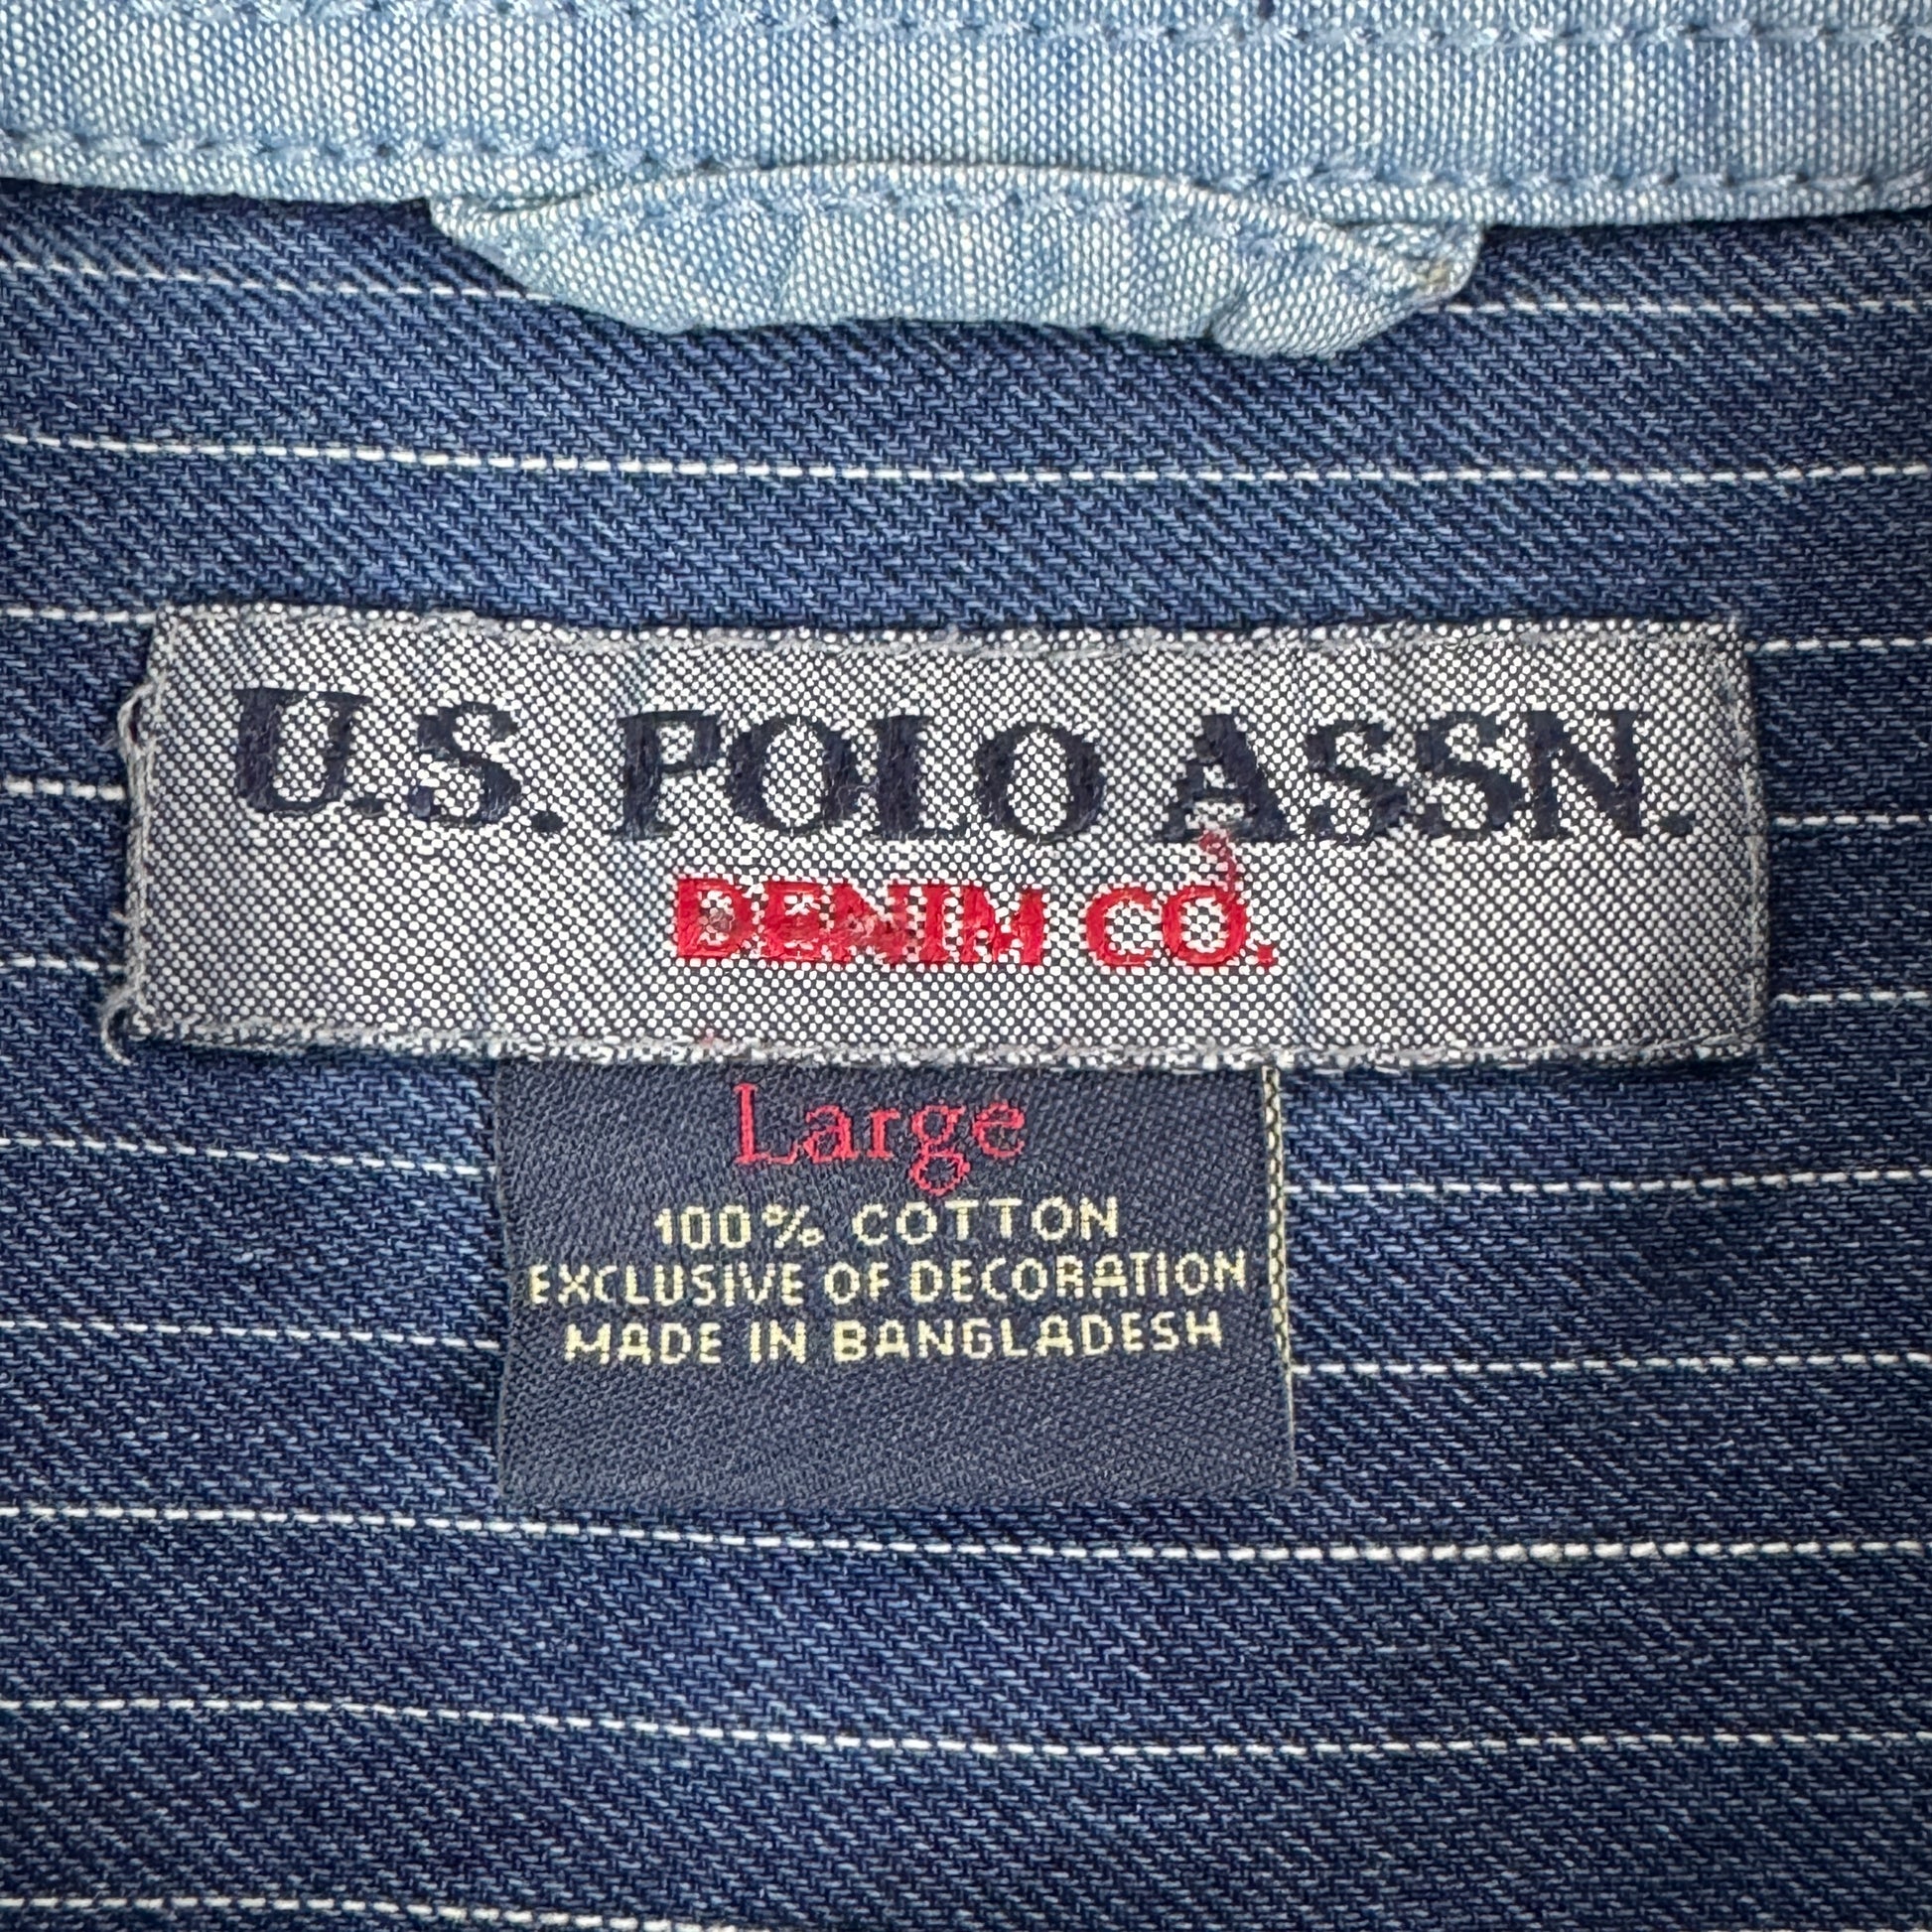 U.S. POLO ASSN.
DENIM CO.
Large
100% COTTON
EXCLUSIVE OF DECORATION
MADE IN BANGLADESH